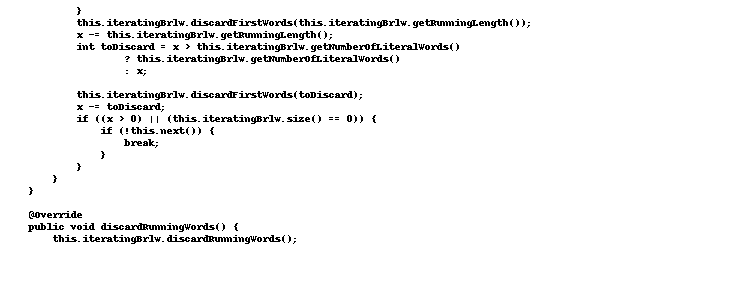 }
this.iteratingBrlw.discardFirstWords(this.iteratingBrlw.getRunningLength());
x -= this.iteratingBrlw.getRunningLength();
int toDiscard = x > this.iteratingBrlw.getNumberOfLiteralWords()
? this.iteratingBrlw.getNumberOfLiteralWords()
: x;
this.iteratingBrlw.discardFirstWords(toDiscard);
x -= toDiscard;
if ((x > 0) || (this.iteratingBrlw.size() == 0)) {
if (!this.next()) {
break;
}
}
}
}
@Override
public void discardRunningWords() {
this.iteratingBrlw.discardRunningWords();